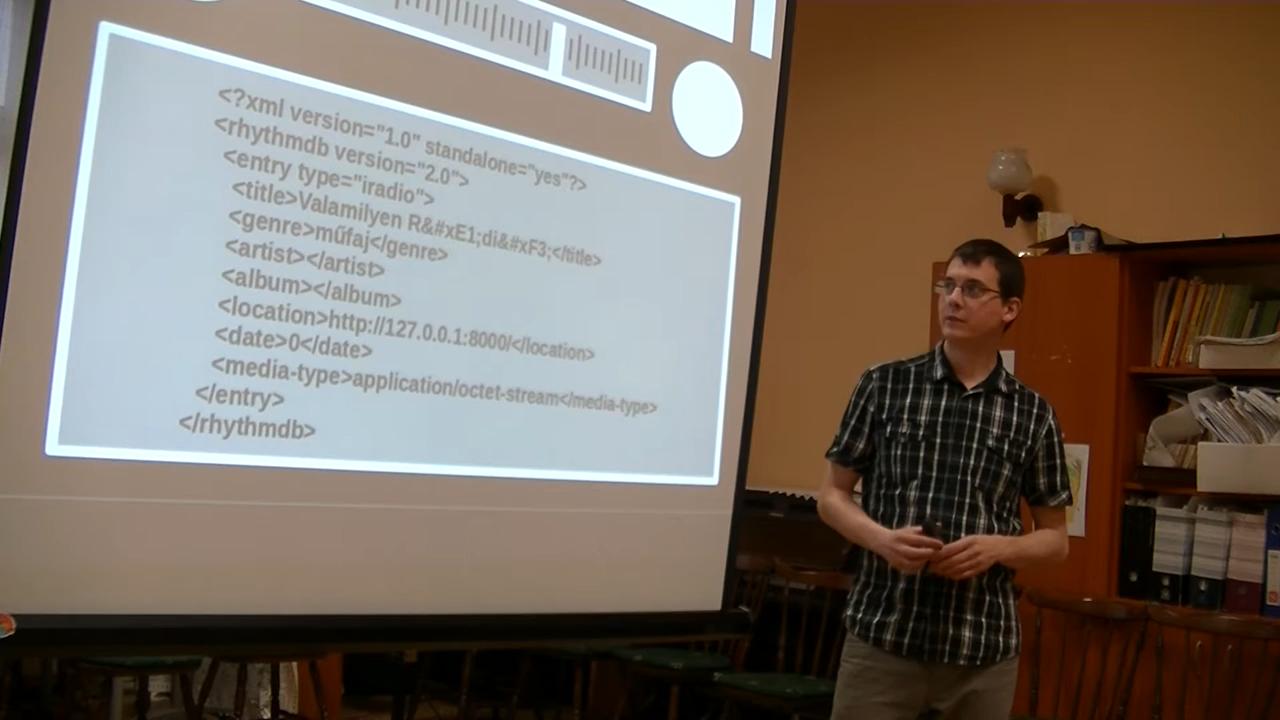 <?xml version="1.0" standalone="yes"?>
<rhythmdb version="2.0">
<entry type="iradio">
<title>Valamilyen R&#xE1;di&#xF3;</title>
<genre>műfaj</genre>
<artist></artist>
<album></album>
<location>http://127.0.0.1:8000/</location>
<date>0</date>
<media-type>application/octet-stream</media-type>
</entry>
</rhythmdb>